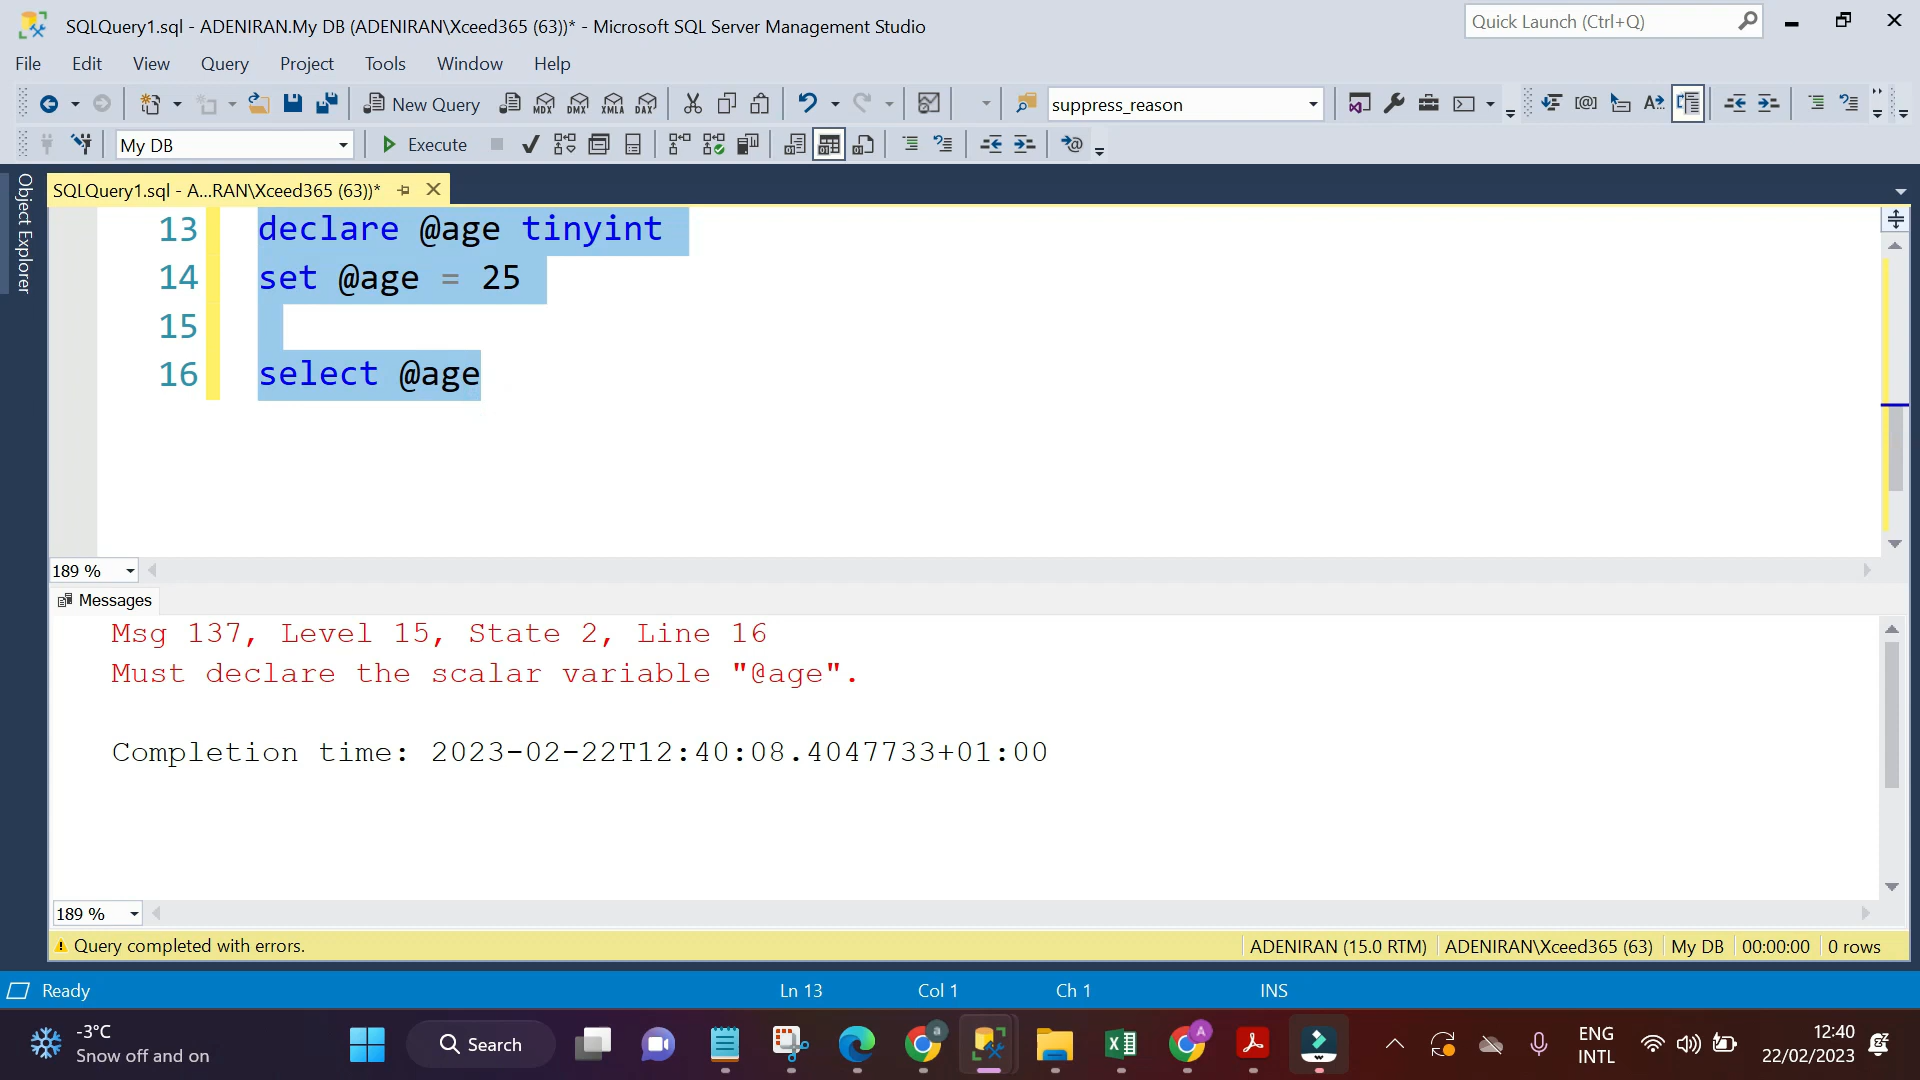 SQLQuery1.sql - ADENIRAN.My DB (ADENIRAN\Xceed365 (63))* - Microsoft SQL Server Management Studio
Quick Launch (Ctrl+Q)
File Edit View Query Project Tools Window Help
New Query
MDX DMX XMLA DAX
suppress_reason
My DB
Execute
Object Explorer
SQLQuery1.sql - A...RAN\Xceed365 (63))*
13 declare @age tinyint
14 set @age = 25
15
16 select @age
189 %
Messages
Msg 137, Level 15, State 2, Line 16
Must declare the scalar variable "@age".
Completion time: 2023-02-22T12:40:08.4047733+01:00
189 %
Query completed with errors.
ADENIRAN (15.0 RTM) ADENIRAN\Xceed365 (63) My DB 00:00:00 0 rows
Ready
Ln 13
Col 1
Ch 1
INS
-3°C
Snow off and on
Search
ENG
INTL
12:40
22/02/2023